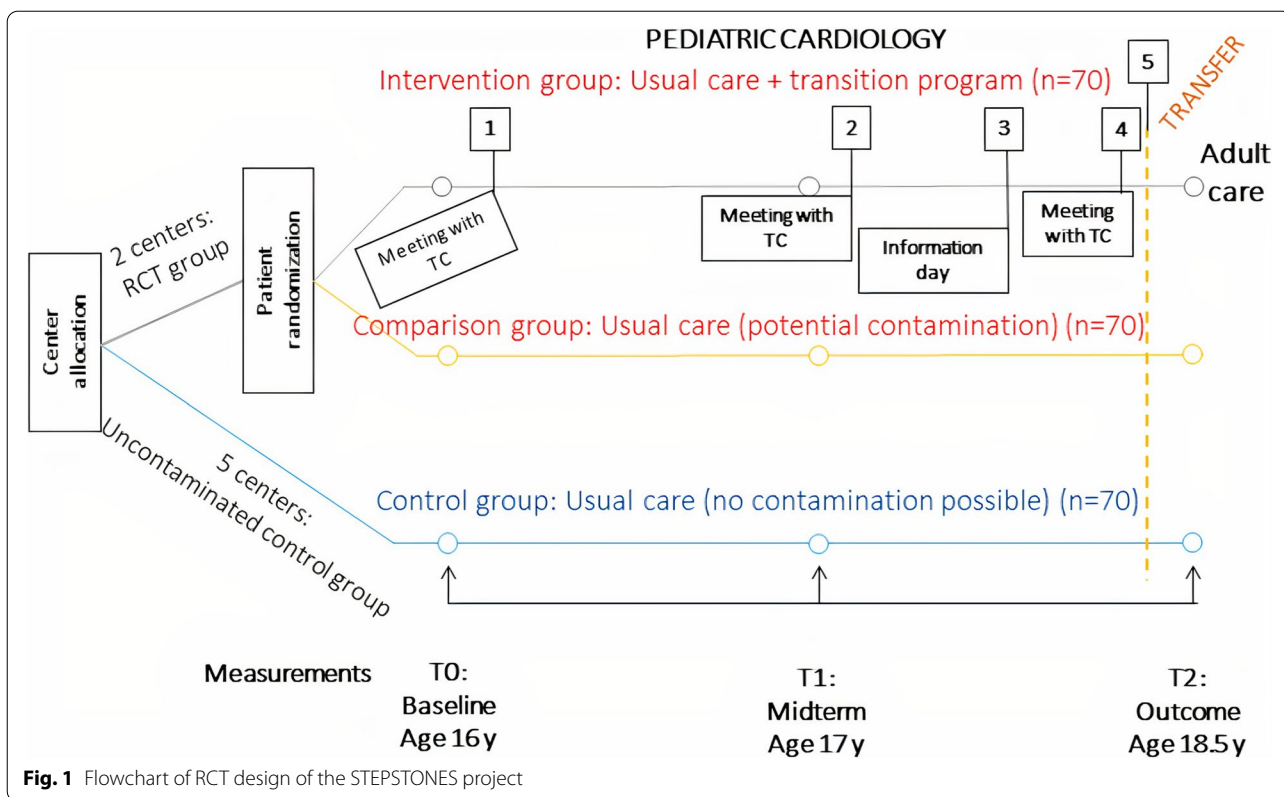 PEDIATRIC CARDIOLOGY
Intervention group: Usual care + transition program (n=70)
5
TRANSFER
1
2
3
4
Adult
care
Meeting with
TC
Meeting with
TC
Information
day
Meeting
with TC
2 centers:
RCT group
Patient
randomization
Center
allocation
Comparison group: Usual care (potential contamination) (n=70)
5 centers:
Uncontaminated control group
Control group: Usual care (no contamination possible) (n=70)
Measurements
T0:
Baseline
Age 16 y
T1:
Midterm
Age 17 y
T2:
Outcome
Age 18.5 y
Fig. 1 Flowchart of RCT design of the STEPSTONES project